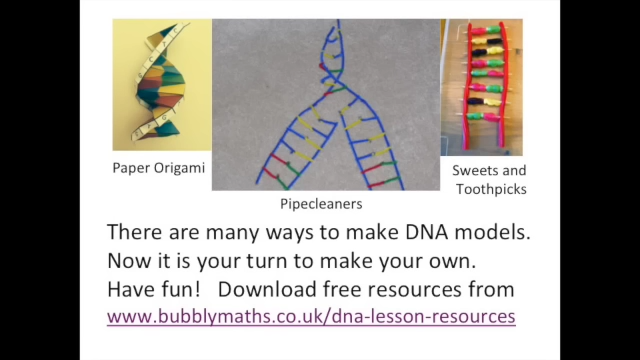 Paper Origami
Pipecleaners
Sweets and
Toothpicks
There are many ways to make DNA models.
Now it is your turn to make your own.
Have fun! Download free resources from
www.bubblymaths.co.uk/dna-lesson-resources